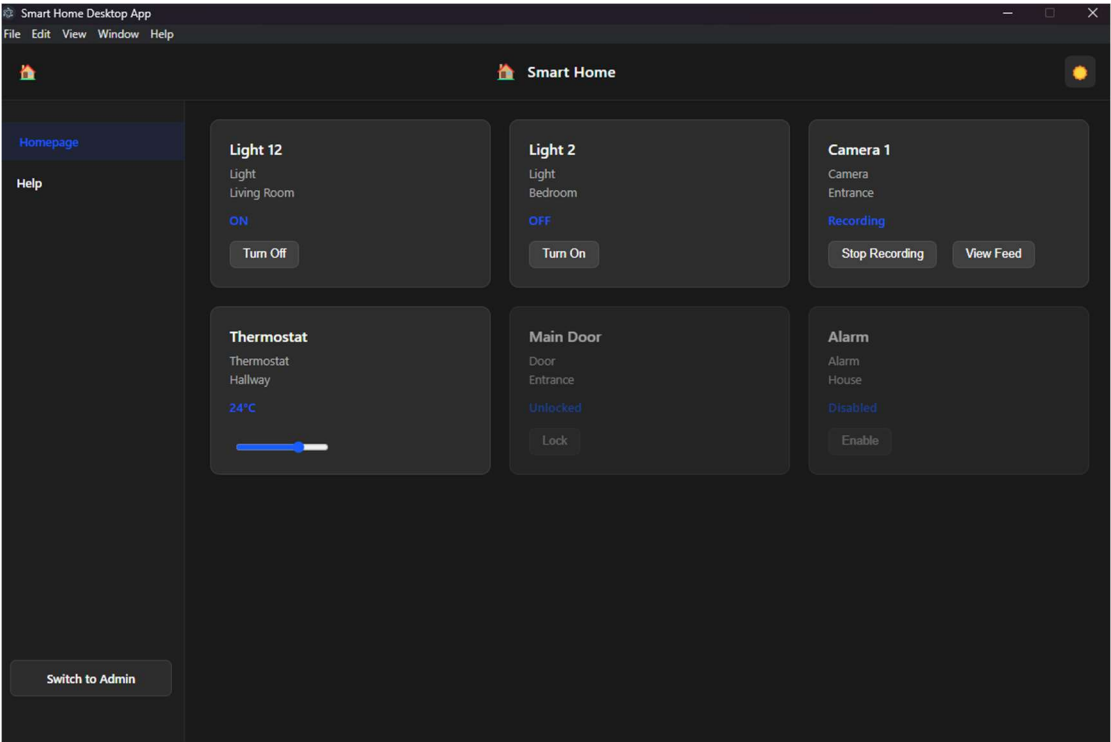 Smart Home Desktop App
File Edit View Window Help
Smart Home
Homepage
Help
Light 12
Light
Living Room
ON
Turn Off
Light 2
Light
Bedroom
OFF
Turn On
Camera 1
Camera
Entrance
Recording
Stop Recording View Feed
Thermostat
Thermostat
Hallway
24°C
Main Door
Door
Entrance
Unlocked
Lock
Alarm
Alarm
House
Disabled
Enable
Switch to Admin